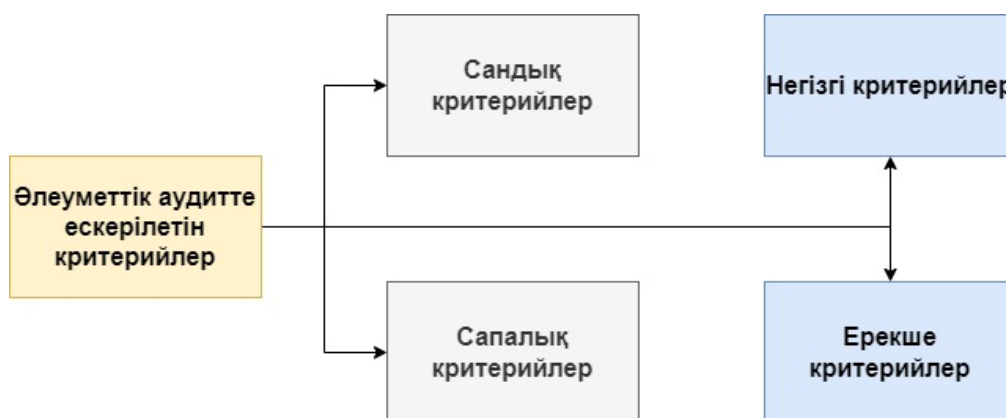 Сандық
критерийлер
Негізгі критерийлер
Әлеуметтік аудитте
ескерілетін
критерийлер
Сапалық
критерийлер
Ерекше
критерийлер